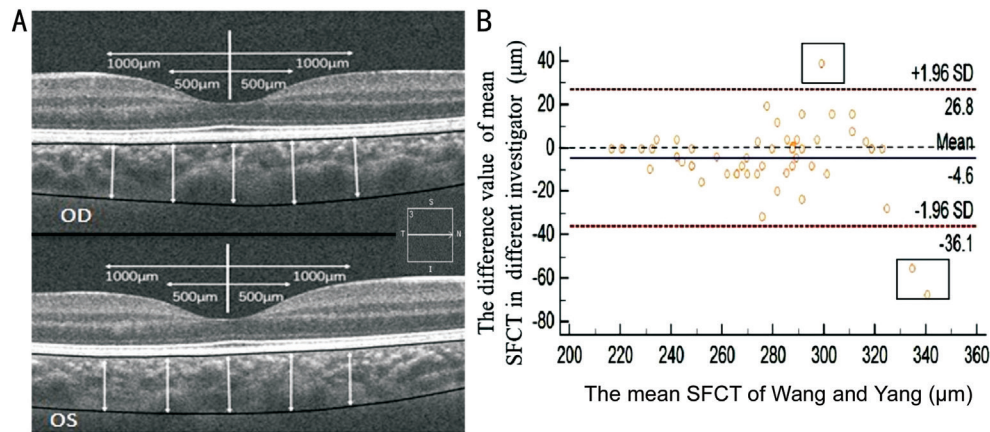 A
1000μm
1000μm
500μm
500μm
OD
S
3
T
N
I
1000μm
1000μm
500μm
500μm
OS
B
The difference value of mean
SFCT in different investigator (μm)
40
20
0
-20
-40
-60
-80
+1.96 SD
26.8
Mean
-4.6
-1.96 SD
-36.1
200
220
240
260
280
300
320
340
360
The mean SFCT of Wang and Yang (μm)